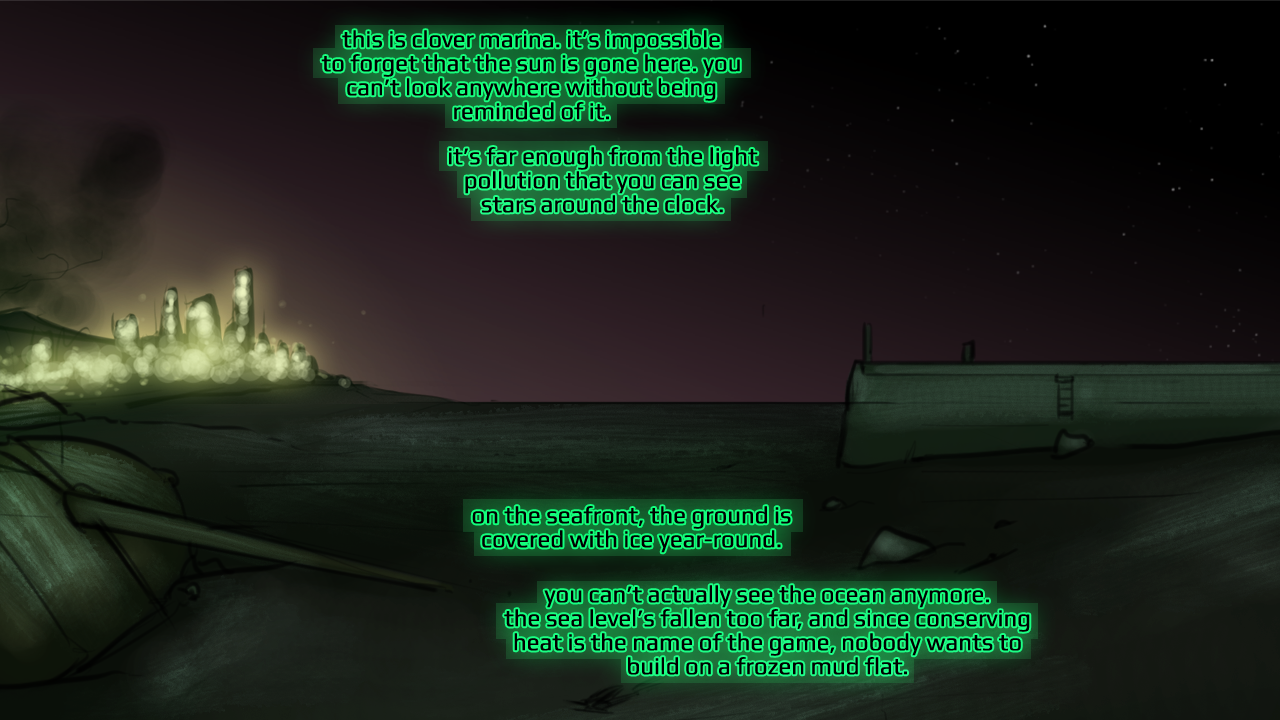 this is clover marina. it's impossible
to forget that the sun is gone here. you
can't look anywhere without being
reminded of it.
it's far enough from the light
pollution that you can see
stars around the clock.
on the seafront, the ground is
covered with ice year-round.
you can't actually see the ocean anymore.
the sea level's fallen too far, and since conserving
heat is the name of the game, nobody wants to
build on a frozen mud flat.